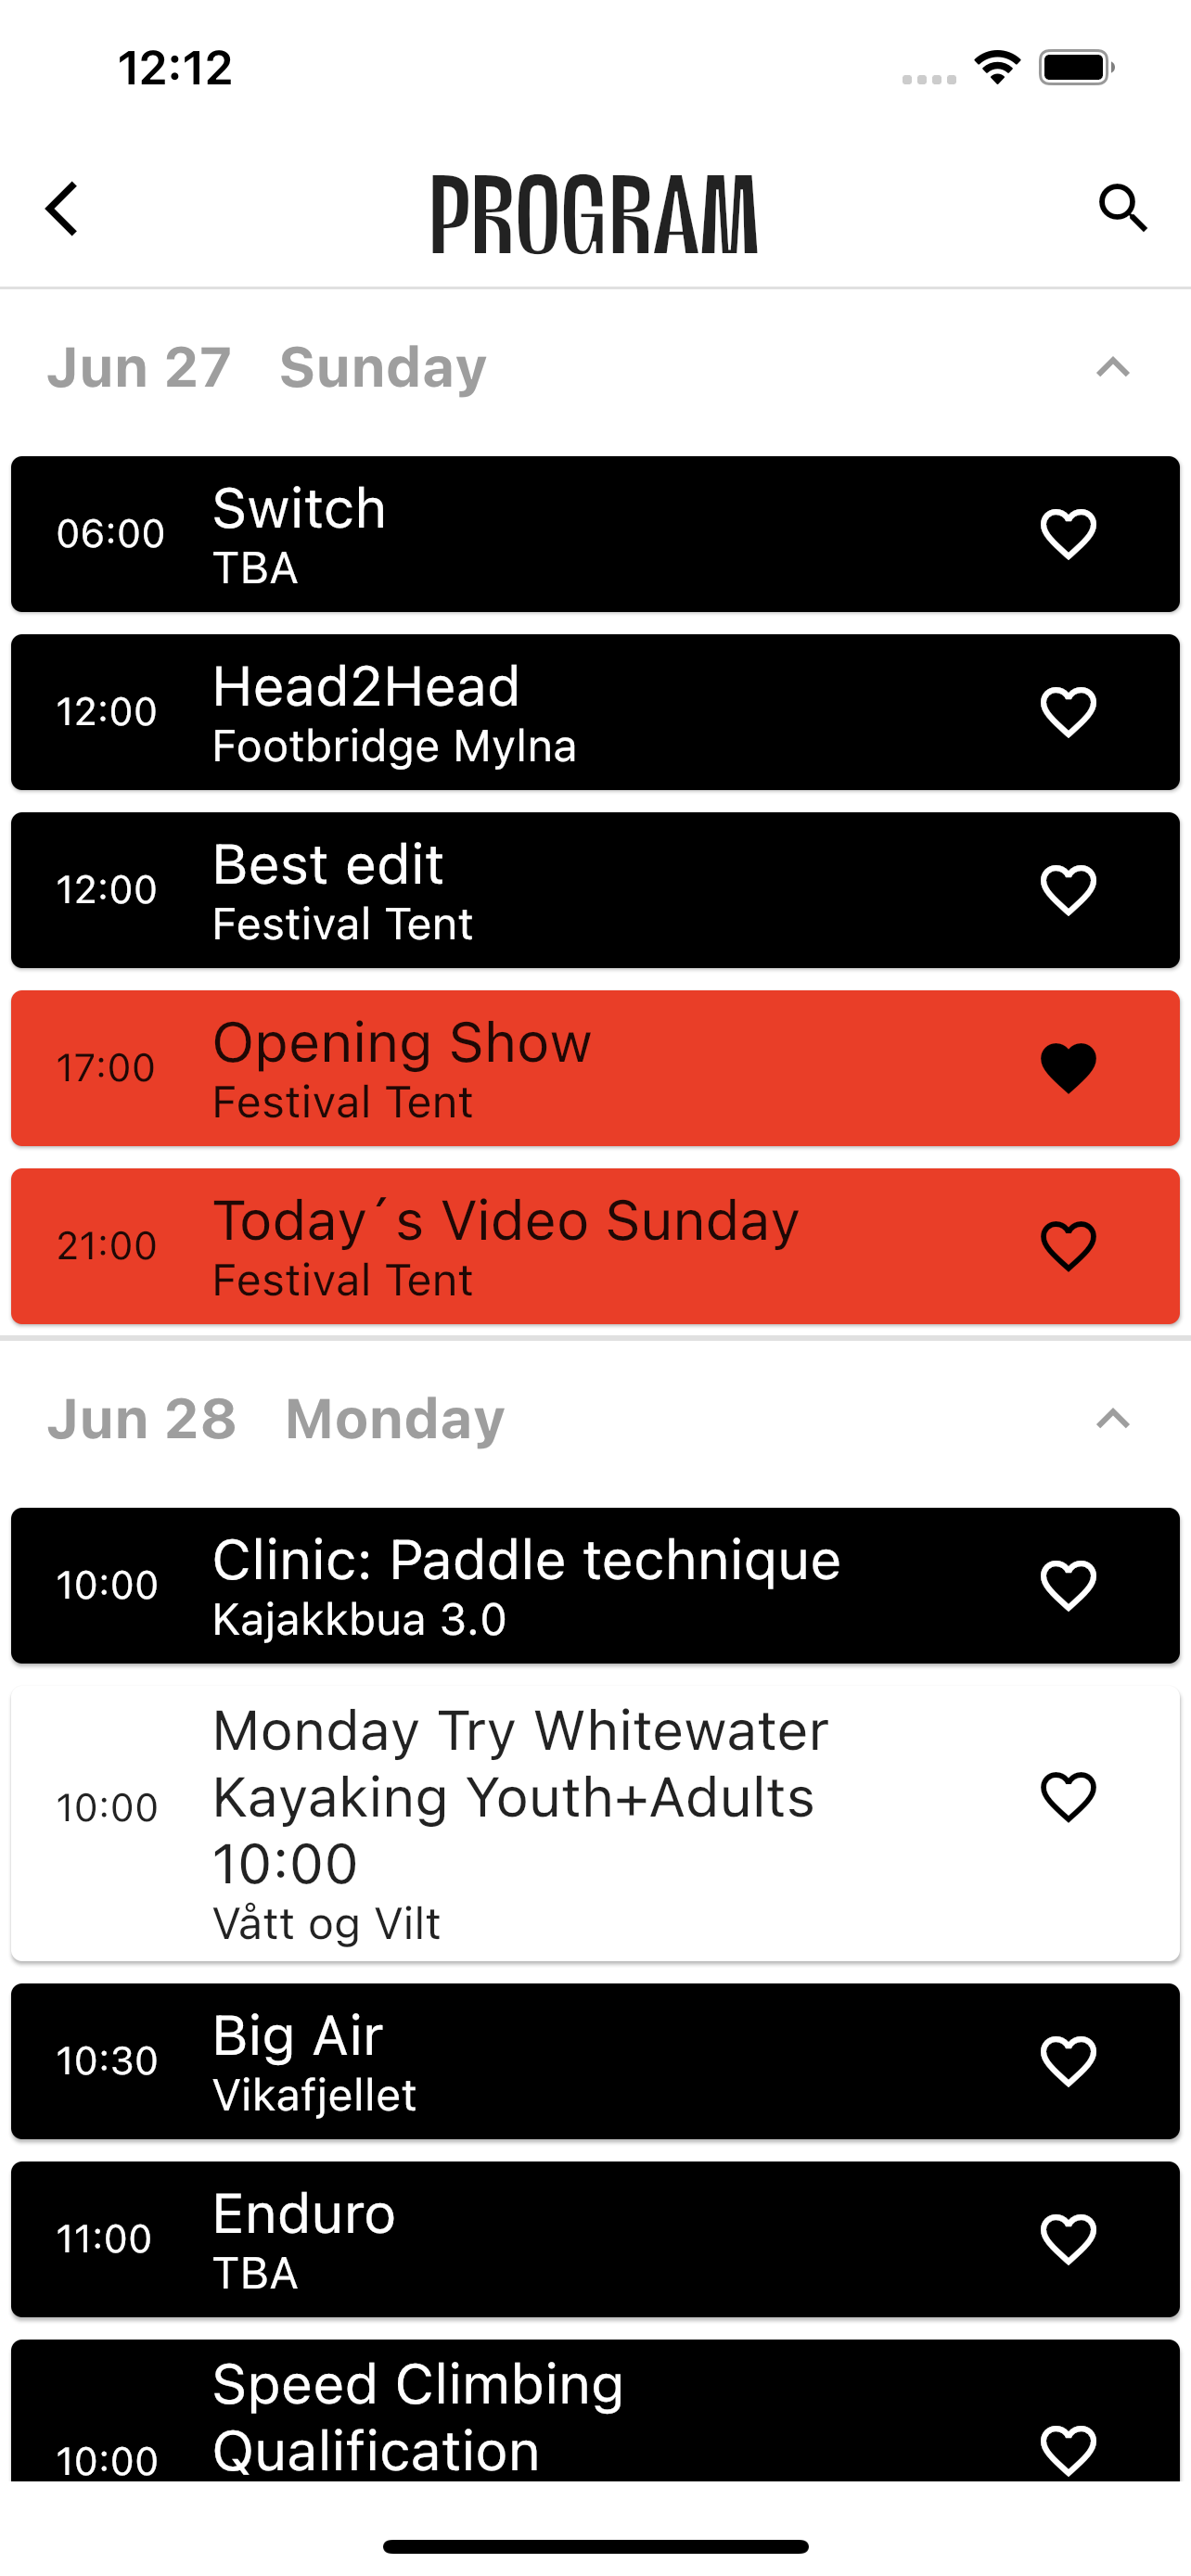 12:12
PROGRAM
Jun 27 Sunday
06:00
Switch
TBA
12:00
Head2Head
Footbridge Mylna
12:00
Best edit
Festival Tent
17:00
Opening Show
Festival Tent
21:00
Today´s Video Sunday
Festival Tent
Jun 28 Monday
10:00
Clinic: Paddle technique
Kajakkbua 3.0
10:00
Monday Try Whitewater
Kayaking Youth+Adults
10:00
Vått og Vilt
10:30
Big Air
Vikafjellet
11:00
Enduro
TBA
10:00
Speed Climbing
Qualification